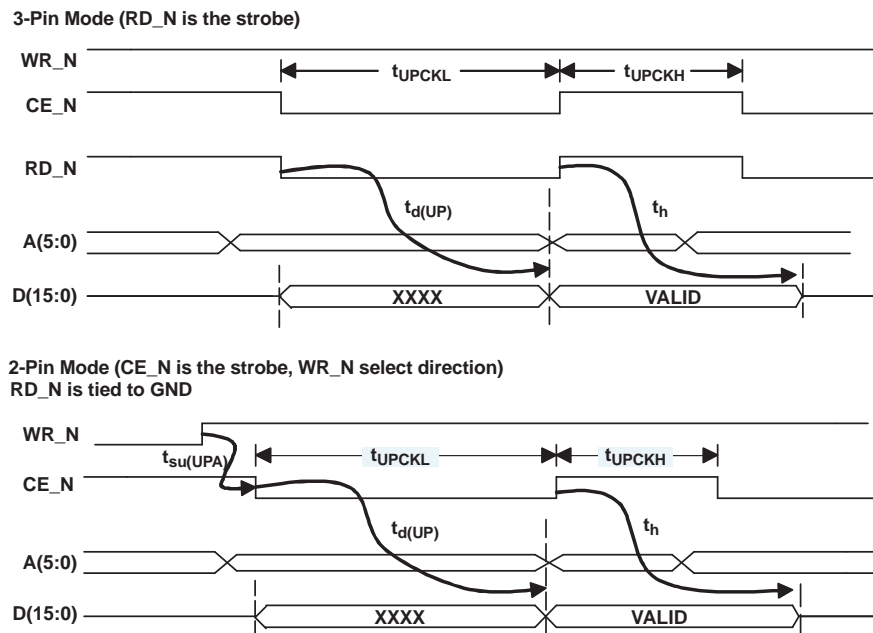 3-Pin Mode (RD_N is the strobe)
WR_N
tUPCKL tUPCKH
CE_N
RD_N
td(UP) th
A(5:0)
D(15:0) XXXX VALID
2-Pin Mode (CE_N is the strobe, WR_N select direction)
RD_N is tied to GND
WR_N
tsu(UPA) tUPCKL tUPCKH
CE_N
td(UP) th
A(5:0)
D(15:0) XXXX VALID